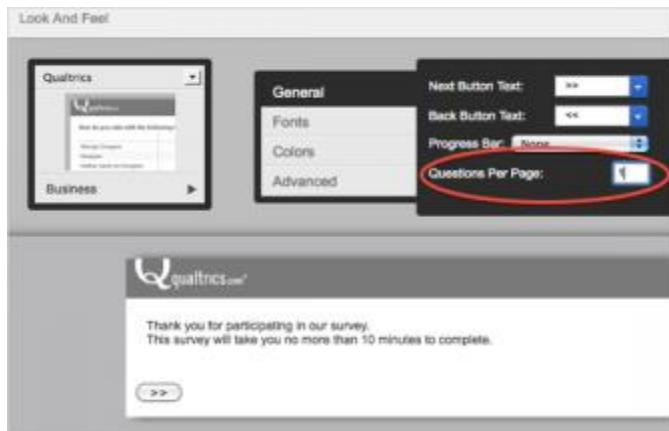 Look And Feel
Qualtrics
Business
General
Fonts
Colors
Advanced
Next Button Text: >>
Back Button Text: <<
Progress Bar: None
Questions Per Page:
qualtrics.com
Thank you for participating in our survey.
This survey will take you no more than 10 minutes to complete.
>>